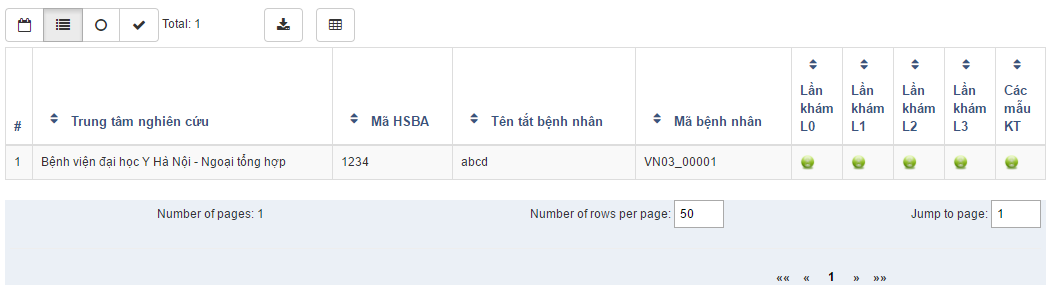 Total: 1
#
Trung tâm nghiên cứu
Mã HSBA
Tên tắt bệnh nhân
Mã bệnh nhân
Lần
khám
L0
Lần
khám
L1
Lần
khám
L2
Lần
khám
L3
Các
mẫu
KT
1 Bệnh viện đại học Y Hà Nội - Ngoại tổng hợp 1234 abcd VN03_00001
Number of pages: 1 Number of rows per page: 50 Jump to page: 1
«« « 1 » »»